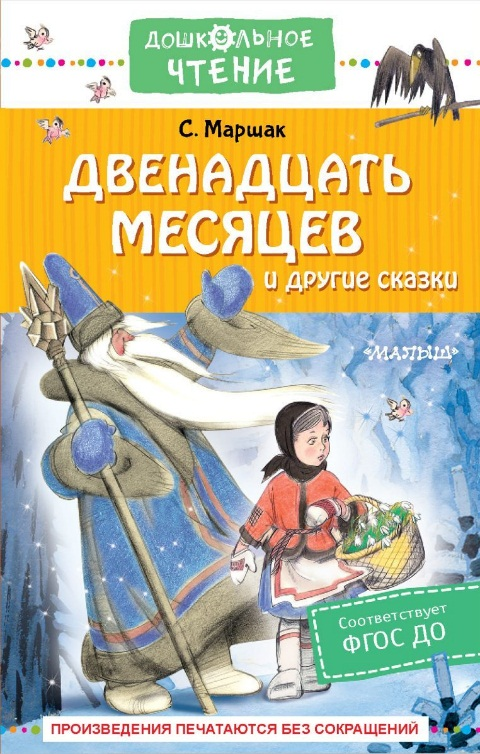 ДОШКОЛЬНОЕ
ЧТЕНИЕ
С. Маршак
ДВЕНАДЦАТЬ
МЕСЯЦЕВ
и другие сказки
«МАЛЫШ»
Соответствует
ФГОС ДО
ПРОИЗВЕДЕНИЯ ПЕЧАТАЮТСЯ БЕЗ СОКРАЩЕНИЙ